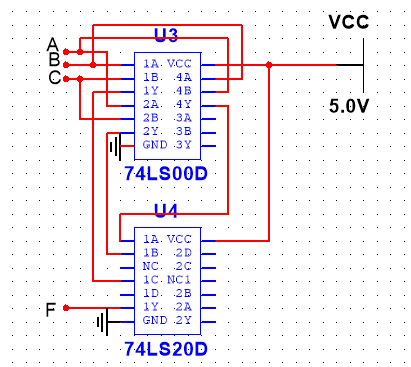 VCC
5.0V
A
B
C
U3
1A VCC
1B 4A
1Y 4B
2A 4Y
2B 3A
2Y 3B
GND 3Y
74LS00D
U4
1A VCC
1B 2D
NC 2C
1C NC1
1D 2B
1Y 2A
GND 2Y
74LS20D
F